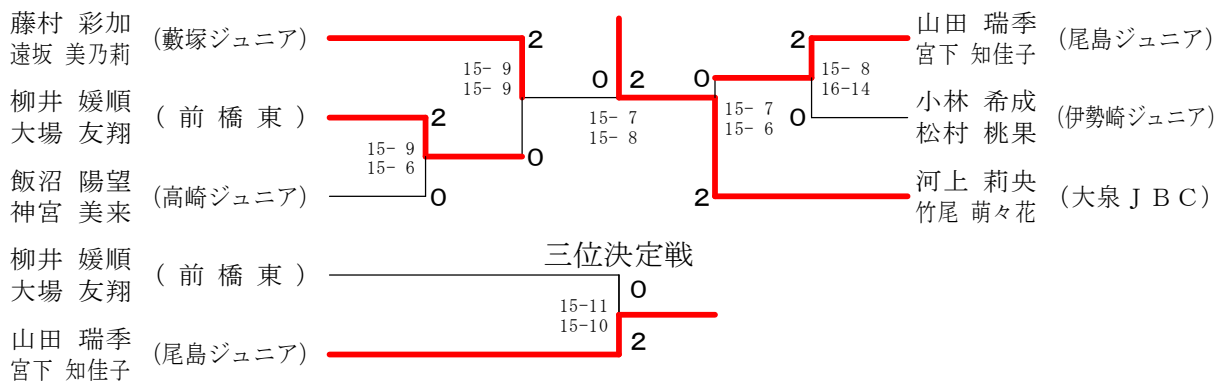 藤村 彩加
遠坂 美乃莉
(藪塚ジュニア)
2
15- 9
15- 9
柳井 媛順
大場 友翔
( 前 橋 東 )
2
15- 9
15- 6
0
飯沼 陽望
神宮 美来
(高崎ジュニア)
0
0 2
15- 7
15- 8
山田 瑞季
宮下 知佳子
(尾島ジュニア)
2
15- 8
16-14
0
小林 希成
松村 桃果
(伊勢崎ジュニア)
0
15- 7
15- 6
河上 莉央
竹尾 萌々花
(大泉ＪＢＣ)
2
三位決定戦
柳井 媛順
大場 友翔
( 前 橋 東 )
0
15-11
15-10
山田 瑞季
宮下 知佳子
(尾島ジュニア)
2